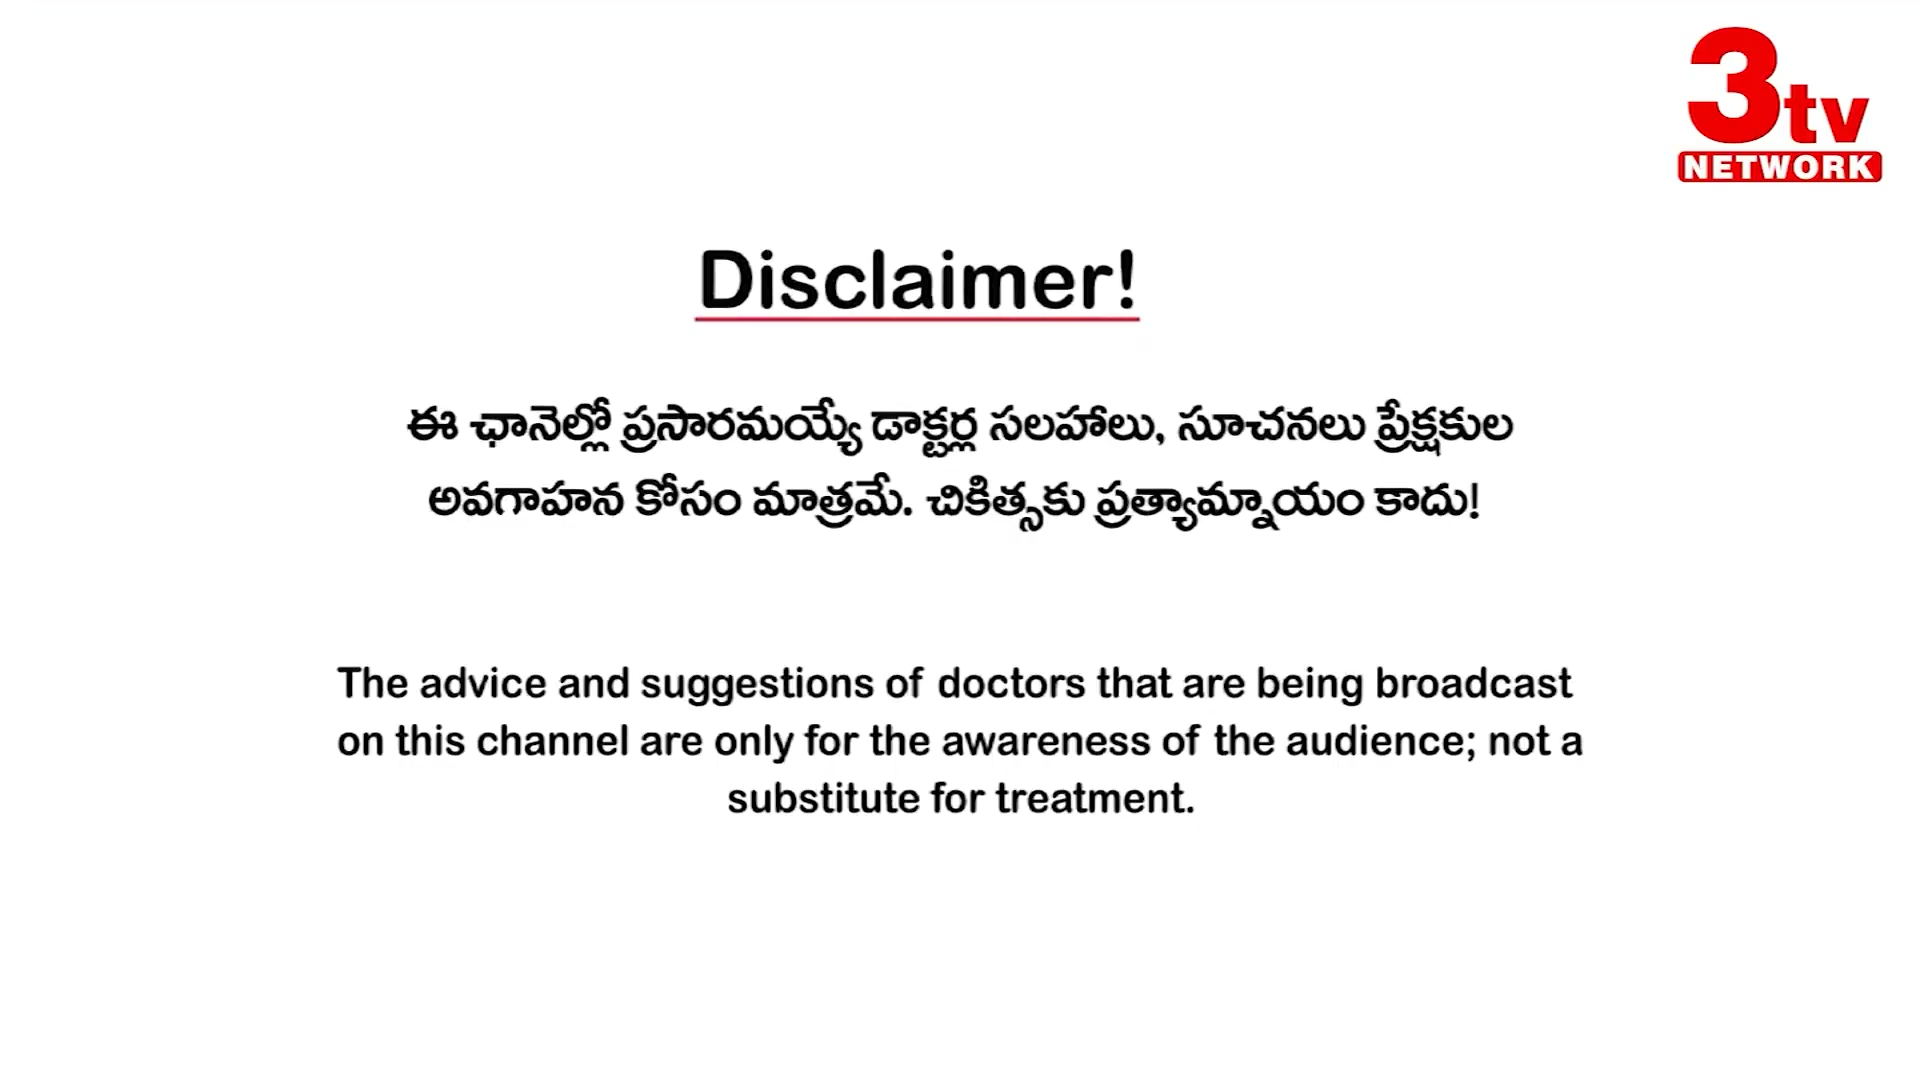 3tv
NETWORK
Disclaimer!
ఈ ఛానెల్లో ప్రసారమయ్యే డాక్టర్ల సలహాలు, సూచనలు ప్రేక్షకుల
అవగాహన కోసం మాత్రమే. చికిత్సకు ప్రత్యామ్నాయం కాదు!
The advice and suggestions of doctors that are being broadcast
on this channel are only for the awareness of the audience; not a
substitute for treatment.